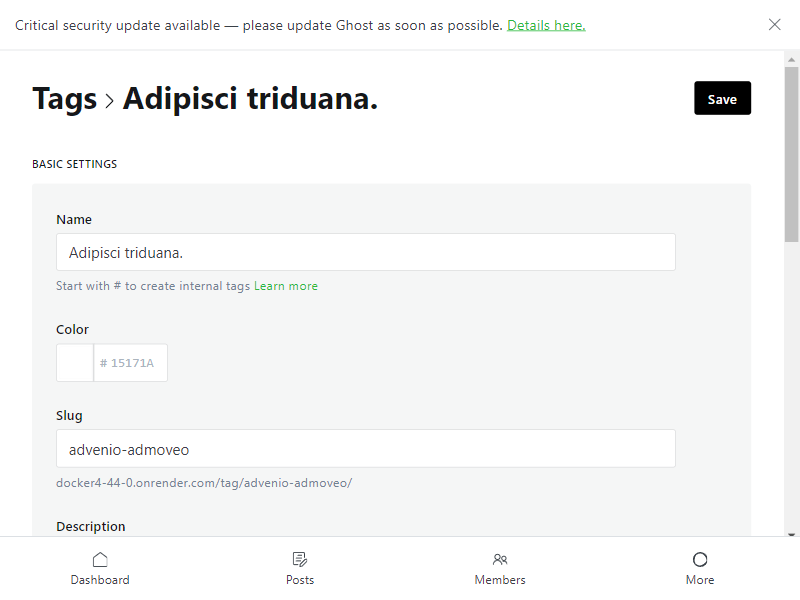 Critical security update available — please update Ghost as soon as possible. Details here.
Tags > Adipisci triduana.
Save
BASIC SETTINGS
Name
Adipisci triduana.
Start with # to create internal tags Learn more
Color
# 15171A
Slug
advenio-admoveo
docker4-44-0.onrender.com/tag/advenio-admoveo/
Description
Dashboard
Posts
Members
More